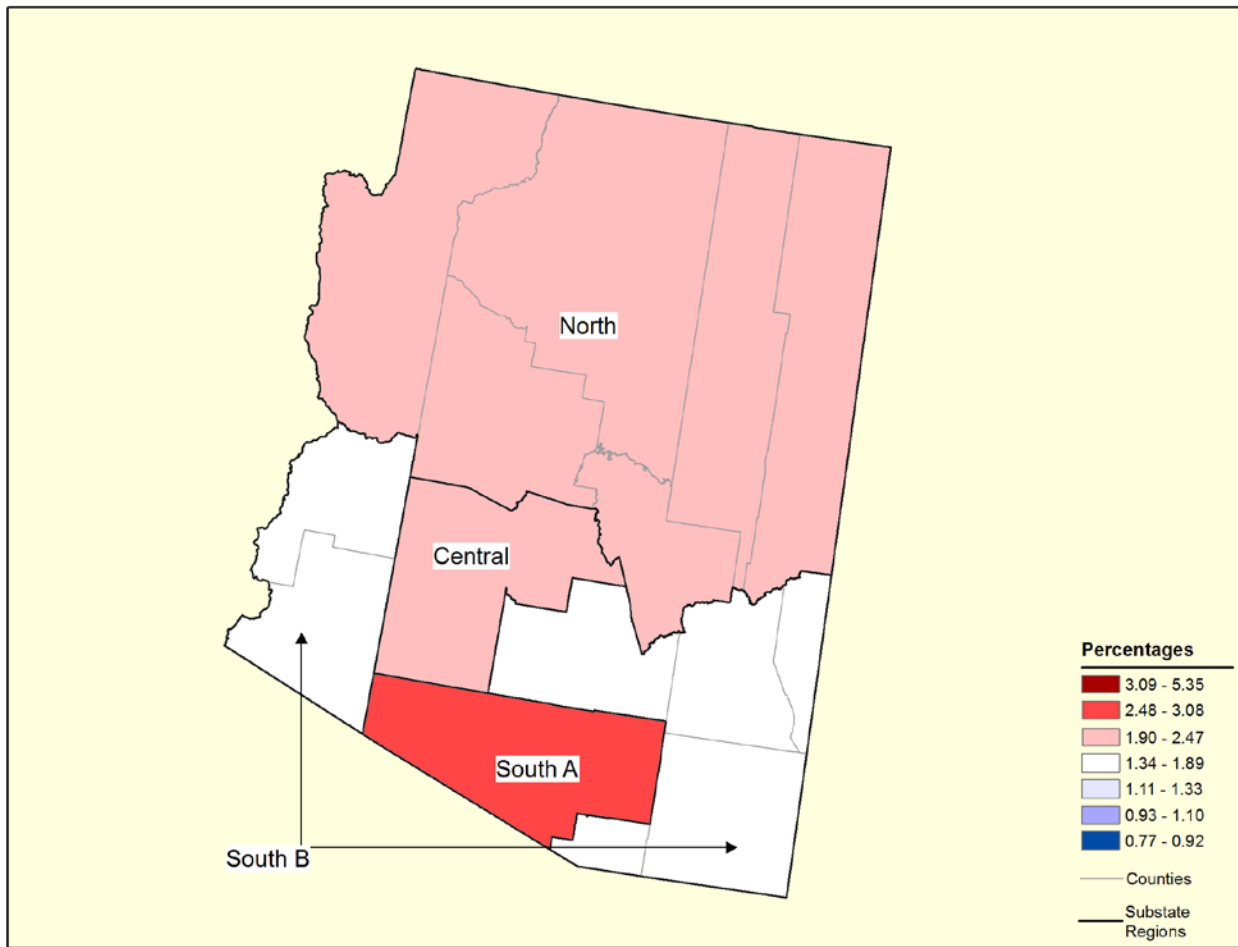 North
Central
South A
South B
Percentages
3.09 - 5.35
2.48 - 3.08
1.90 - 2.47
1.34 - 1.89
1.11 - 1.33
0.93 - 1.10
0.77 - 0.92
Counties
Substate
Regions